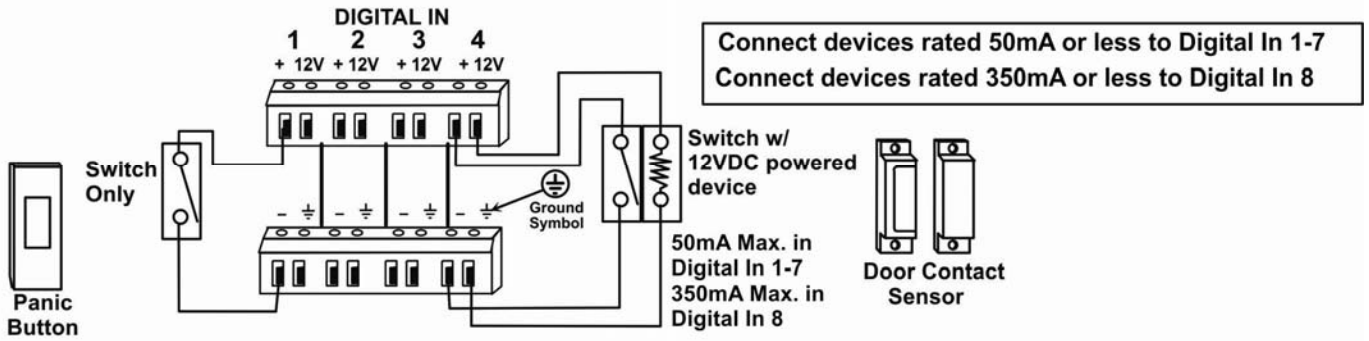 DIGITAL IN
1 2 3 4
+ 12V + 12V + 12V + 12V
Connect devices rated 50mA or less to Digital In 1-7
Connect devices rated 350mA or less to Digital In 8
Switch
Only
Switch w/
12VDC powered
device
– ⏚ – ⏚ – ⏚ – ⏚
Ground
Symbol
50mA Max. in
Digital In 1-7
350mA Max. in
Digital In 8
Panic
Button
Door Contact
Sensor